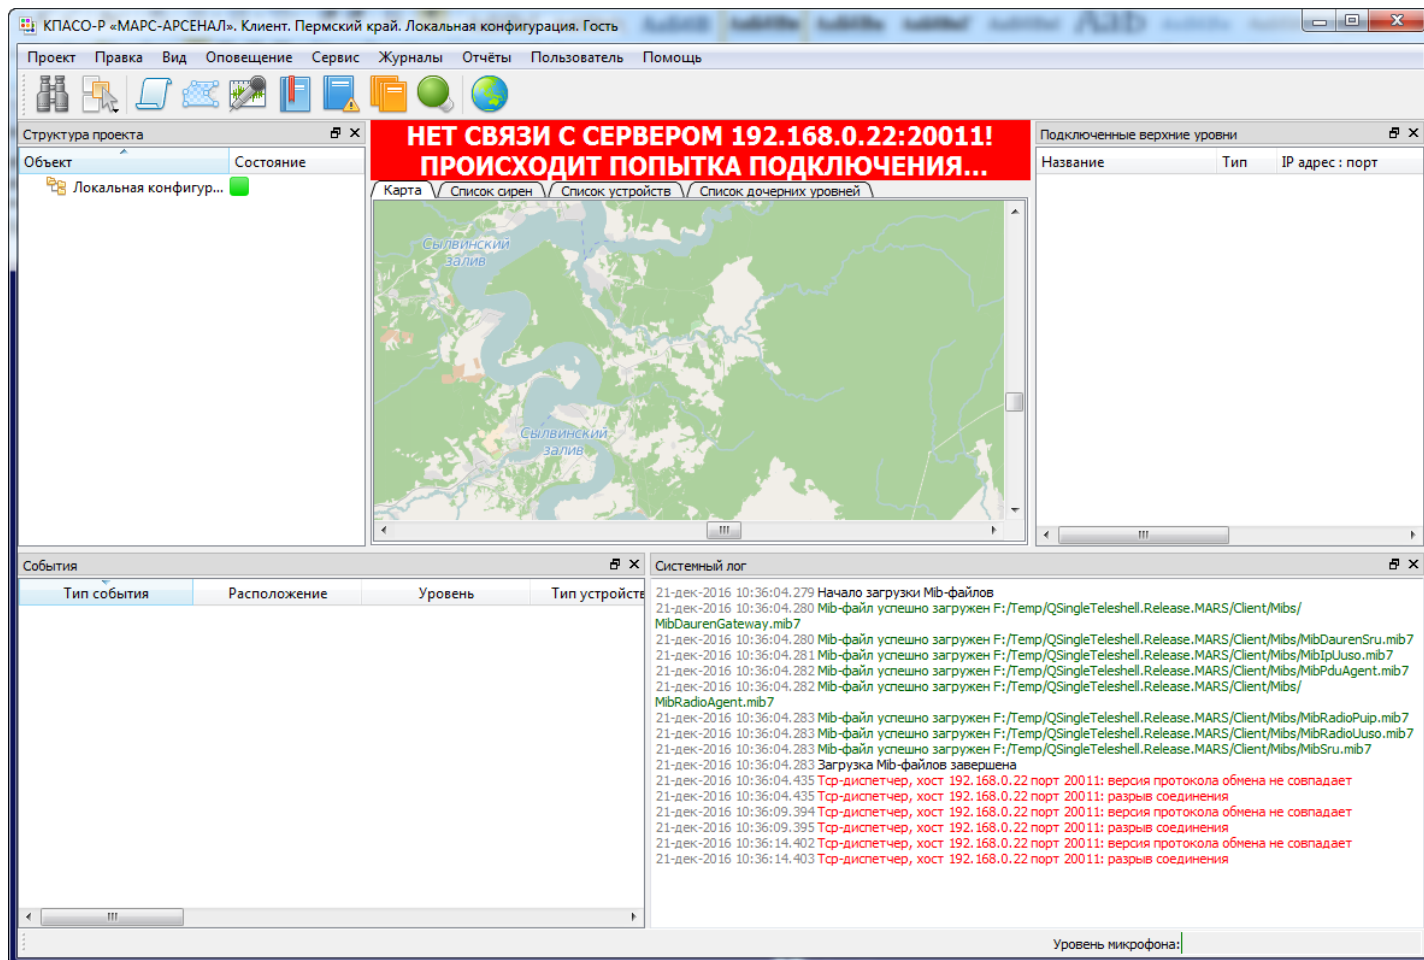 КПАСО-Р «МАРС-АРСЕНАЛ». Клиент. Пермский край. Локальная конфигурация. Гость
Проект Правка Вид Оповещение Сервис Журналы Отчёты Пользователь Помощь
Структура проекта
Объект Состояние
Локальная конфигур...
НЕТ СВЯЗИ С СЕРВЕРОМ 192.168.0.22:20011!
ПРОИСХОДИТ ПОПЫТКА ПОДКЛЮЧЕНИЯ...
Карта Список сирен Список устройств Список дочерних уровней
Сылвинский
залив
Сылвинский
залив
Подключенные верхние уровни
Название Тип IP адрес : порт
События
Тип события Расположение Уровень Тип устройств
Системный лог
21-дек-2016 10:36:04.279 Начало загрузки Mib-файлов
21-дек-2016 10:36:04.280 Mib-файл успешно загружен F:/Temp/QSingleTeleshell.Release.MARS/Client/Mibs/
MibDaurenGateway.mib7
21-дек-2016 10:36:04.280 Mib-файл успешно загружен F:/Temp/QSingleTeleshell.Release.MARS/Client/Mibs/MibDaurenSru.mib7
21-дек-2016 10:36:04.281 Mib-файл успешно загружен F:/Temp/QSingleTeleshell.Release.MARS/Client/Mibs/MibIpUuso.mib7
21-дек-2016 10:36:04.282 Mib-файл успешно загружен F:/Temp/QSingleTeleshell.Release.MARS/Client/Mibs/MibPduAgent.mib7
21-дек-2016 10:36:04.282 Mib-файл успешно загружен F:/Temp/QSingleTeleshell.Release.MARS/Client/Mibs/
MibRadioAgent.mib7
21-дек-2016 10:36:04.283 Mib-файл успешно загружен F:/Temp/QSingleTeleshell.Release.MARS/Client/Mibs/MibRadioPuip.mib7
21-дек-2016 10:36:04.283 Mib-файл успешно загружен F:/Temp/QSingleTeleshell.Release.MARS/Client/Mibs/MibRadioUuso.mib7
21-дек-2016 10:36:04.283 Mib-файл успешно загружен F:/Temp/QSingleTeleshell.Release.MARS/Client/Mibs/MibSru.mib7
21-дек-2016 10:36:04.283 Загрузка Mib-файлов завершена
21-дек-2016 10:36:04.435 Tcp-диспетчер, хост 192.168.0.22 порт 20011: версия протокола обмена не совпадает
21-дек-2016 10:36:04.435 Tcp-диспетчер, хост 192.168.0.22 порт 20011: разрыв соединения
21-дек-2016 10:36:09.394 Tcp-диспетчер, хост 192.168.0.22 порт 20011: версия протокола обмена не совпадает
21-дек-2016 10:36:09.395 Tcp-диспетчер, хост 192.168.0.22 порт 20011: разрыв соединения
21-дек-2016 10:36:14.402 Tcp-диспетчер, хост 192.168.0.22 порт 20011: версия протокола обмена не совпадает
21-дек-2016 10:36:14.403 Tcp-диспетчер, хост 192.168.0.22 порт 20011: разрыв соединения
Уровень микрофона: